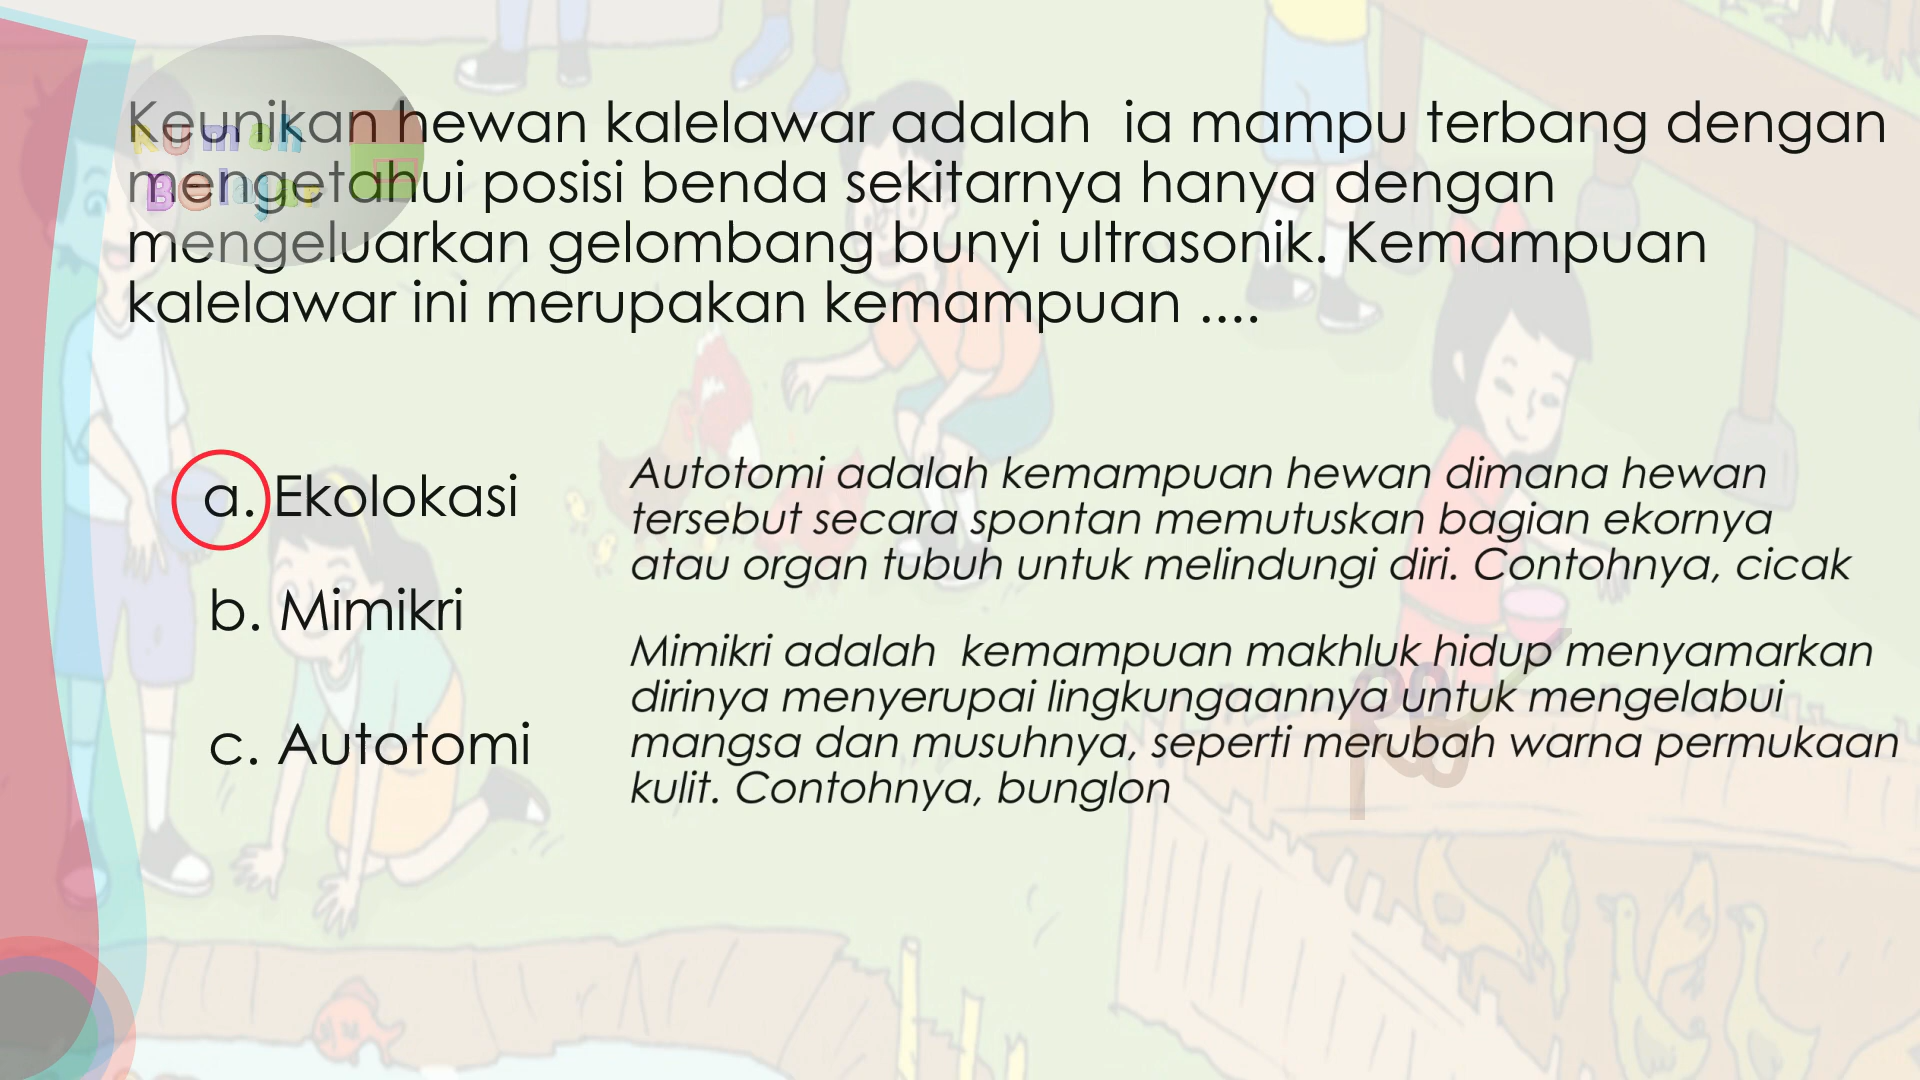 Keunikan hewan kalelawar adalah ia mampu terbang dengan
mengetahui posisi benda sekitarnya hanya dengan
mengeluarkan gelombang bunyi ultrasonik. Kemampuan
kalelawar ini merupakan kemampuan ....
Rumah
Belajar
a. Ekolokasi
b. Mimikri
c. Autotomi
Autotomi adalah kemampuan hewan dimana hewan
tersebut secara spontan memutuskan bagian ekornya
atau organ tubuh untuk melindungi diri. Contohnya, cicak
Mimikri adalah kemampuan makhluk hidup menyamarkan
dirinya menyerupai lingkungaannya untuk mengelabui
mangsa dan musuhnya, seperti merubah warna permukaan
kulit. Contohnya, bunglon